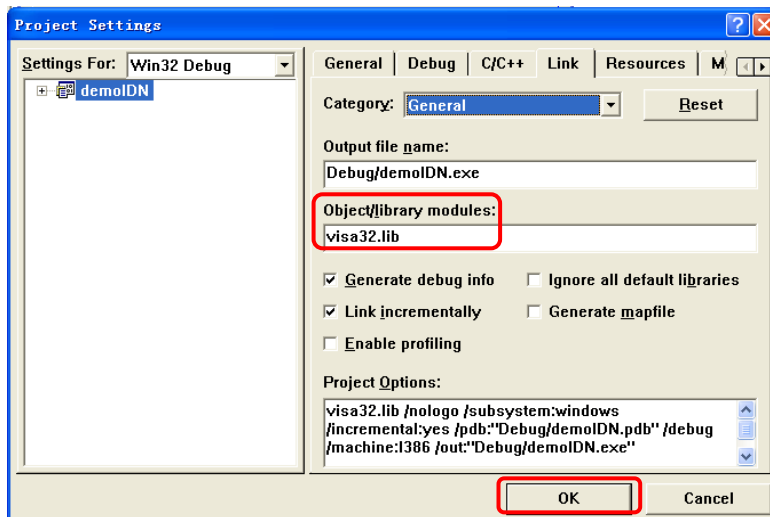 Project Settings
Settings For: Win32 Debug
demoIDN
General Debug C/C++ Link Resources M
Category: General Reset
Output file name:
Debug/demoIDN.exe
Object/library modules:
visa32.lib
Generate debug info Ignore all default libraries
Link incrementally Generate mapfile
Enable profiling
Project Options:
visa32.lib /nologo /subsystem:windows
/incremental:yes /pdb:"Debug/demoIDN.pdb" /debug
/machine:I386 /out:"Debug/demoIDN.exe"
OK Cancel